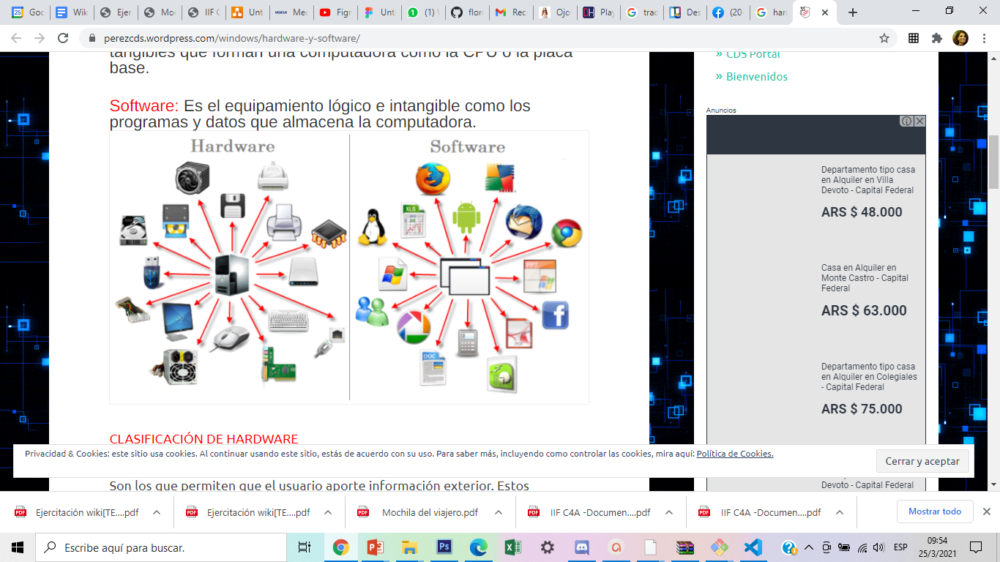 Goc
Wik
Ejer
Moc
IIF C
Unt
MEDICUS
Mec
Figm
Unt
(1) W
flore
Reci
Ojo
Play
trad
Des
(20
har
perezcds.wordpress.com/windows/hardware-y-software/
tangibles que forman una computadora como la CPU o la placa
base.
Software: Es el equipamiento lógico e intangible como los
programas y datos que almacena la computadora.
Hardware
Software
XLS
PPT
PDF
DOC
CLASIFICACIÓN DE HARDWARE
» CDS Portal
» Bienvenidos
Anuncios
Departamento tipo casa
en Alquiler en Villa
Devoto - Capital Federal
ARS $ 48.000
Casa en Alquiler en
Monte Castro - Capital
Federal
ARS $ 63.000
Departamento tipo casa
en Alquiler en Colegiales
- Capital Federal
ARS $ 75.000
Privacidad & Cookies: este sitio usa cookies. Al continuar usando este sitio, estás de acuerdo con su uso. Para saber más, incluyendo como controlar las cookies, mira aquí: Política de Cookies.
Cerrar y aceptar
Son los que permiten que el usuario aporte información exterior. Estos
Devoto - Capital Federal
Ejercitación wiki[TE....pdf
Ejercitación wiki[TE....pdf
Mochila del viajero.pdf
IIF C4A -Documen....pdf
IIF C4A -Documen....pdf
Mostrar todo
Escribe aquí para buscar.
ESP
09:54
25/3/2021